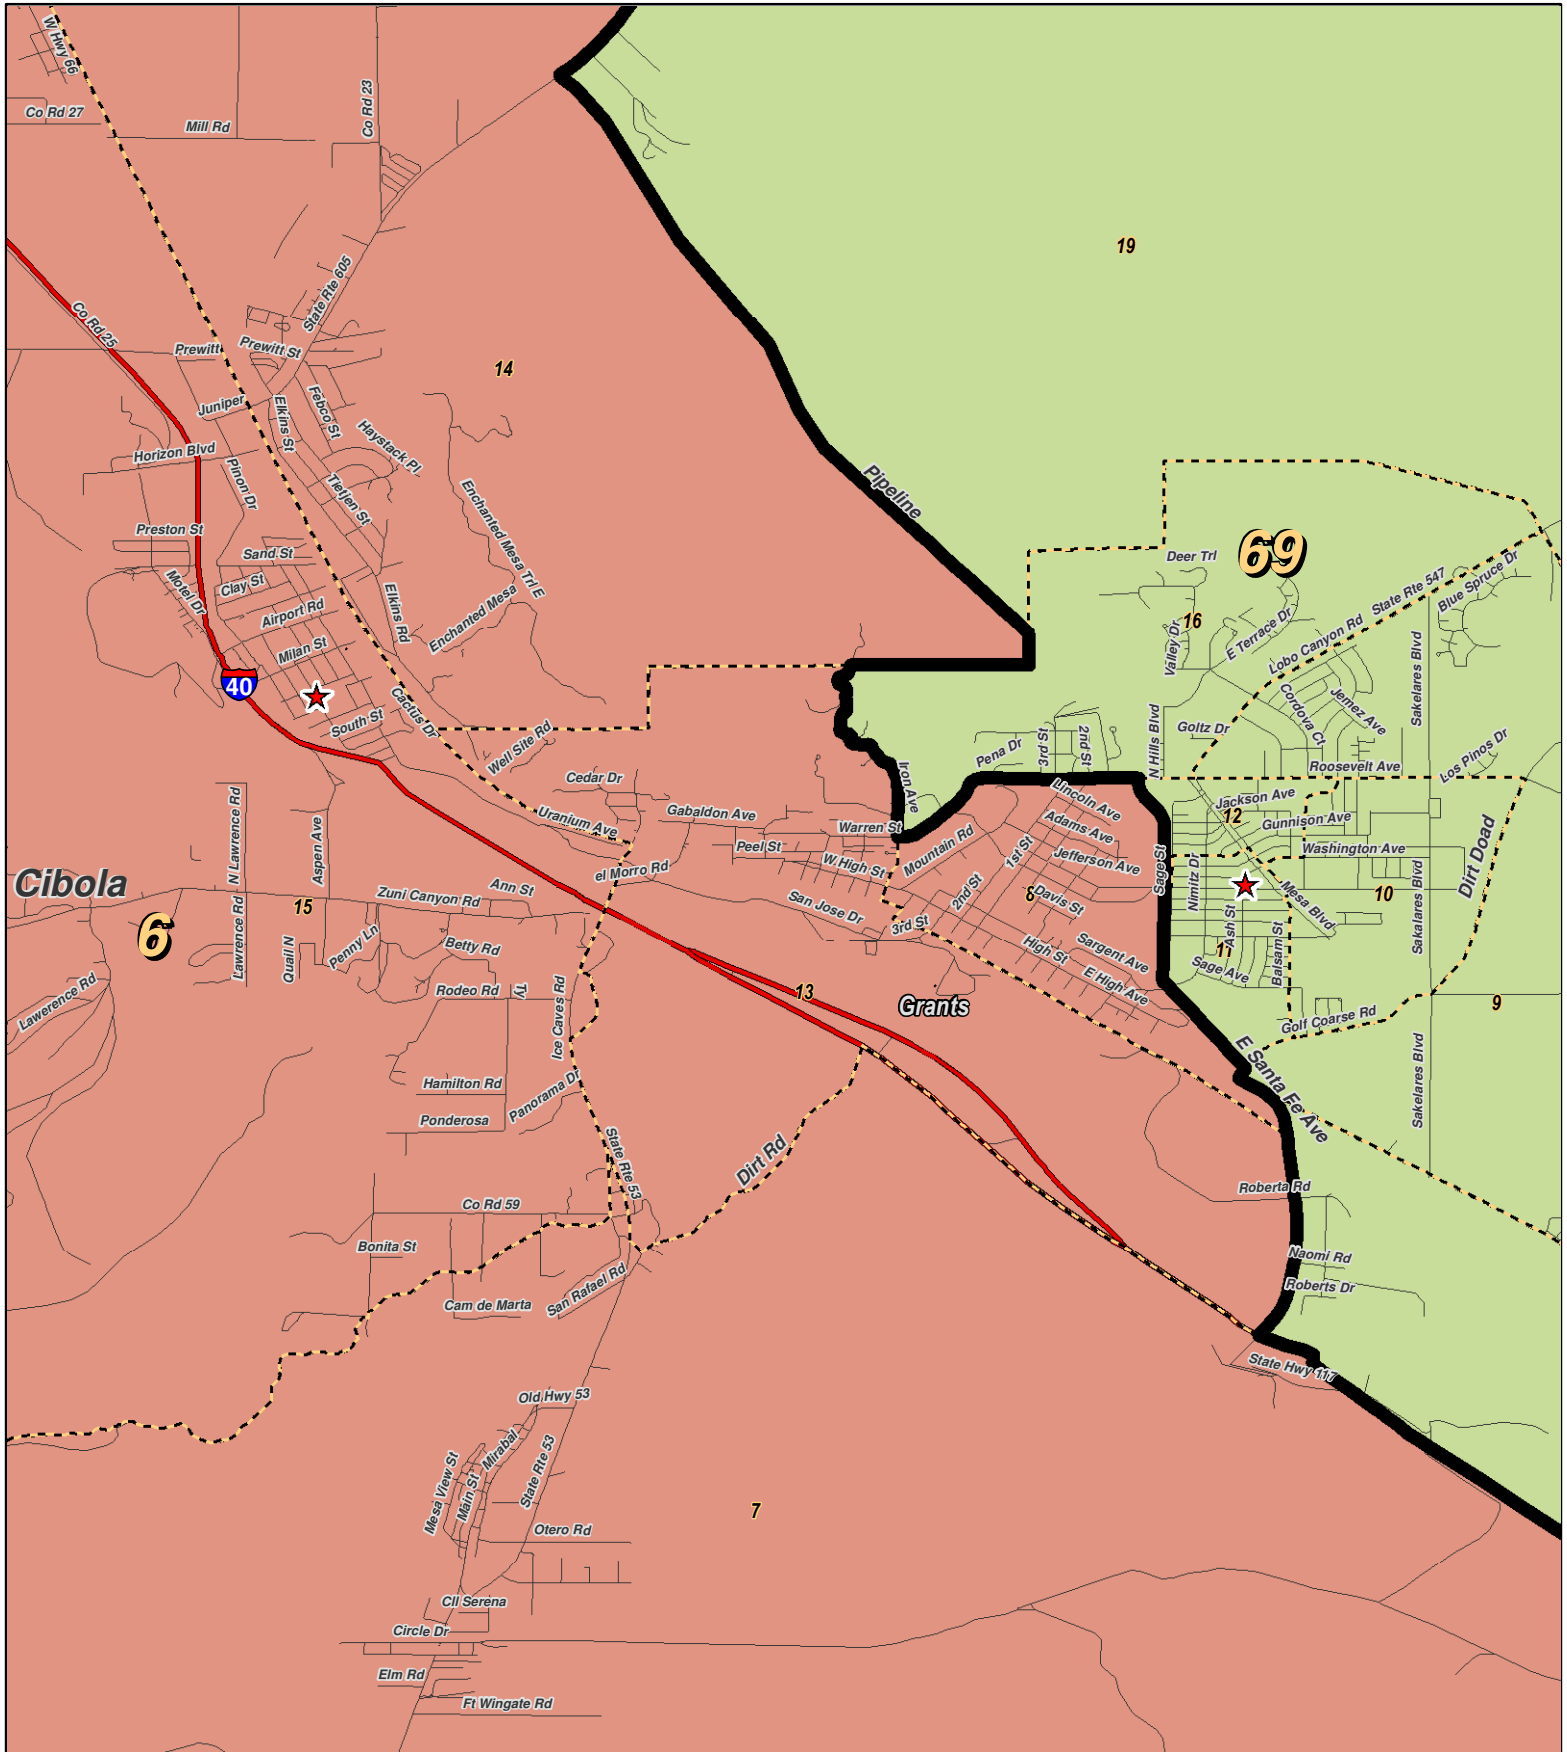 W Hwy 66
Co Rd 27
Mill Rd
Co Rd 23
19
State Rte 605
Co Rd 25
Prewitt
Prewitt St
14
Juniper
Elkins St
Febco St
Haystack Pl
Horizon Blvd
Pinon Dr
Tietjen St
Pipeline
Enchanted Mesa Trl E
Preston St
Sand St
69
Deer Trl
State Rte 547
Blue Spruce Dr
Motel Dr
Clay St
Airport Rd
Elkins Rd
Enchanted Mesa
16
Valley Dr
E Terrace Dr
Lobo Canyon Rd
Milan St
40
Sakelares Blvd
Cordova Ct
Jemez Ave
South St
Cactus Dr
Well Site Rd
N Hills Blvd
Goltz Dr
Pena Dr
3rd St
2nd St
Los Pinos Dr
Roosevelt Ave
Iron Ave
Cedar Dr
N Lawrence Rd
Aspen Ave
Uranium Ave
Gabaldon Ave
Warren St
Lincoln Ave
Jackson Ave
12
Gunnison Ave
Adams Ave
Peel St
W High St
Mountain Rd
1st St
Jefferson Ave
Sage St
Washington Ave
Dirt Doad
Cibola
el Morro Rd
Ann St
Zuni Canyon Rd
15
2nd St
8
Davis St
Nimitz Dr
Mesa Blvd
10
6
San Jose Dr
3rd St
Ash St
Sakalares Blvd
Lawrence Rd
Quail N
Penny Ln
Betty Rd
High St
Sargent Ave
11
Balsam St
Sage Ave
E High Ave
Lawerence Rd
Rodeo Rd
Ty
13
Grants
9
Ice Caves Rd
Golf Coarse Rd
E Santa Fe Ave
Sakelares Blvd
Hamilton Rd
Panorama Dr
Ponderosa
State Rte 53
Dirt Rd
Roberta Rd
Co Rd 59
Bonita St
Naomi Rd
San Rafael Rd
Roberts Dr
Cam de Marta
State Hwy 117
Old Hwy 53
Mirabal
State Rte 53
Mesa View St
Main St
7
Otero Rd
Cll Serena
Circle Dr
Elm Rd
Ft Wingate Rd